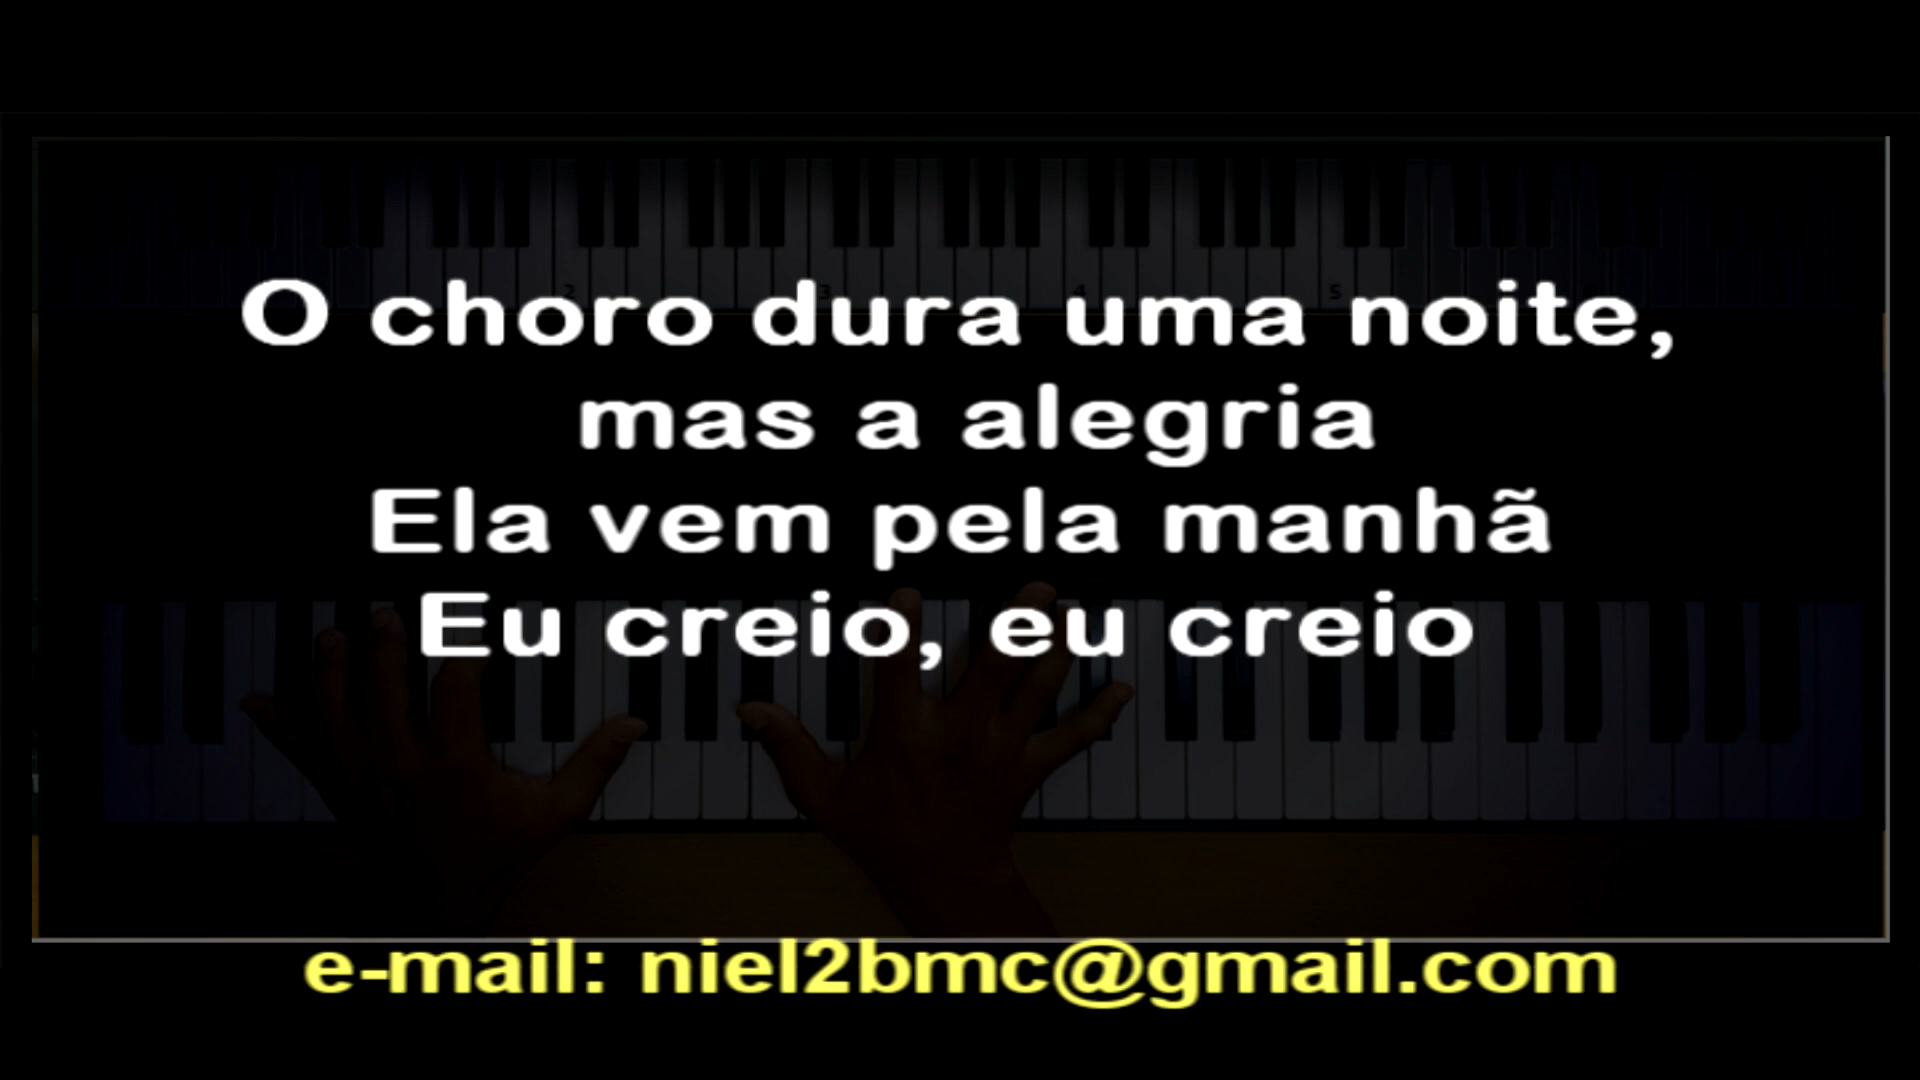 O choro dura uma noite,
mas a alegria
Ela vem pela manhã
Eu creio, eu creio
e-mail: niel2bmc@gmail.com